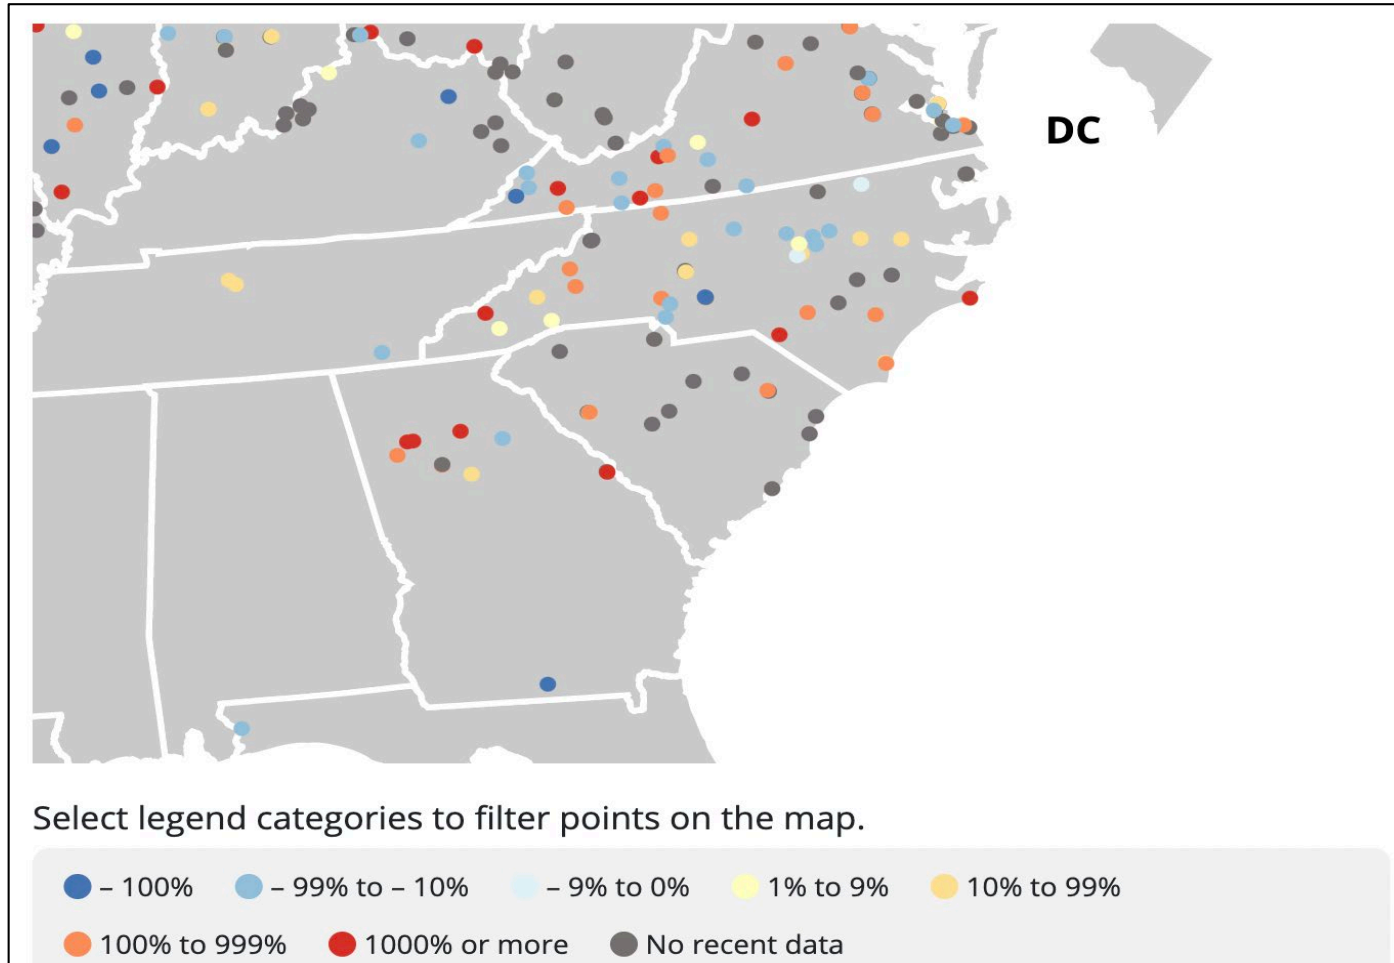 DC
Select legend categories to filter points on the map.
– 100% – 99% to – 10% – 9% to 0% 1% to 9% 10% to 99%
100% to 999% 1000% or more No recent data